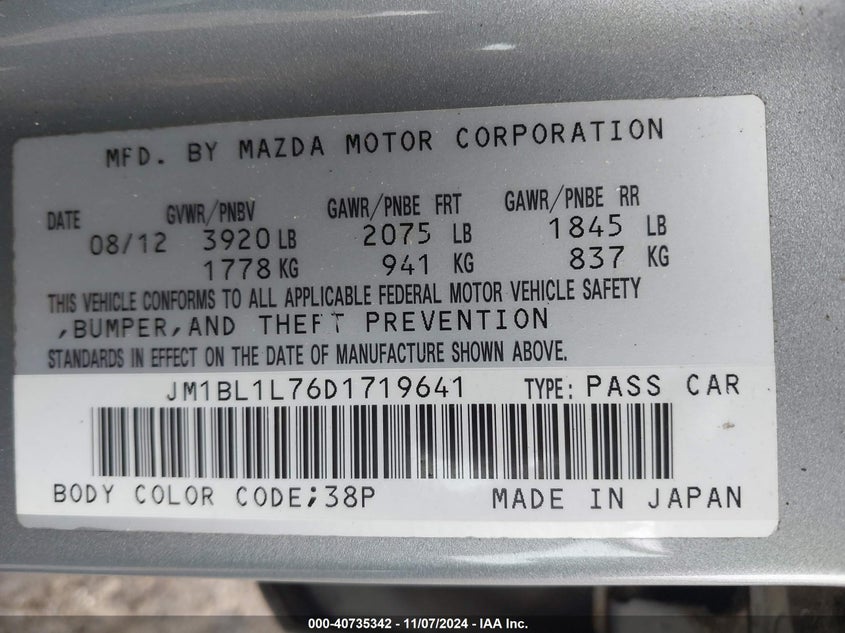 MFD. BY MAZDA MOTOR CORPORATION
DATE GVWR/PNBV GAWR/PNBE FRT GAWR/PNBE RR
08/12 3920 LB 2075 LB 1845 LB
1778 KG 941 KG 837 KG
THIS VEHICLE CONFORMS TO ALL APPLICABLE FEDERAL MOTOR VEHICLE SAFETY
,BUMPER,AND THEFT PREVENTION
STANDARDS IN EFFECT ON THE DATE OF MANUFACTURE SHOWN ABOVE.
JM1BL1L76D1719641 TYPE: PASS CAR
BODY COLOR CODE;38P MADE IN JAPAN
000-40735342 - 11/07/2024 - IAA Inc.